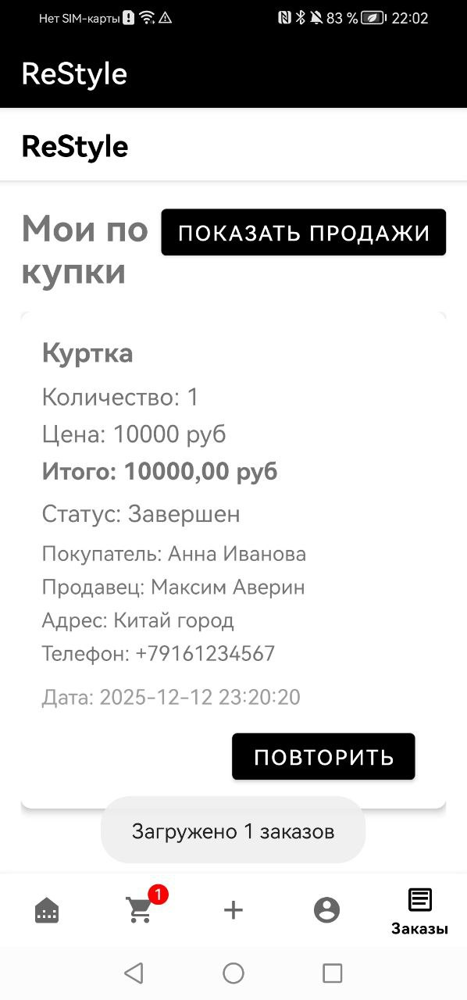 Нет SIM-карты 83 % 22:02
ReStyle
ReStyle
Мои по
купки
ПОКАЗАТЬ ПРОДАЖИ
Куртка
Количество: 1
Цена: 10000 руб
Итого: 10000,00 руб
Статус: Завершен
Покупатель: Анна Иванова
Продавец: Максим Аверин
Адрес: Китай город
Телефон: +79161234567
Дата: 2025-12-12 23:20:20
ПОВТОРИТЬ
Загружено 1 заказов
1
Заказы